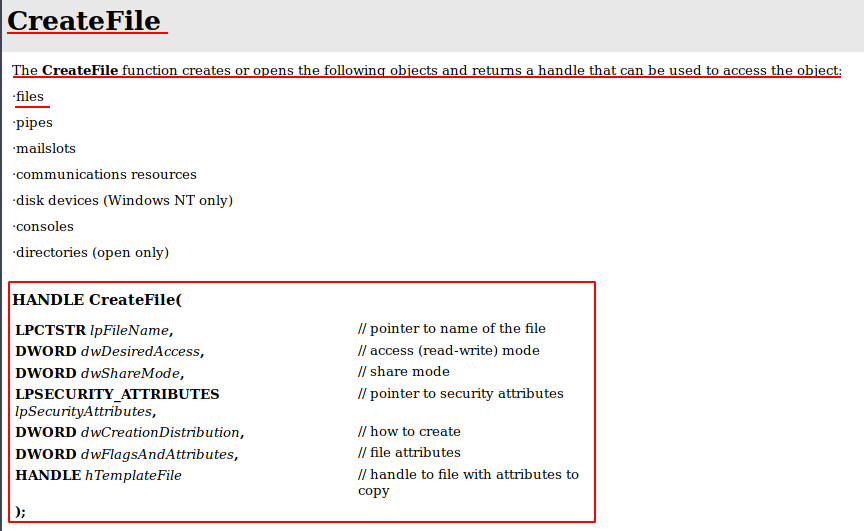 CreateFile
The CreateFile function creates or opens the following objects and returns a handle that can be used to access the object:
·files
·pipes
·mailslots
·communications resources
·disk devices (Windows NT only)
·consoles
·directories (open only)
HANDLE CreateFile(
LPCTSTR lpFileName, // pointer to name of the file
DWORD dwDesiredAccess, // access (read-write) mode
DWORD dwShareMode, // share mode
LPSECURITY_ATTRIBUTES // pointer to security attributes
lpSecurityAttributes,
DWORD dwCreationDistribution, // how to create
DWORD dwFlagsAndAttributes, // file attributes
HANDLE hTemplateFile // handle to file with attributes to
copy
);